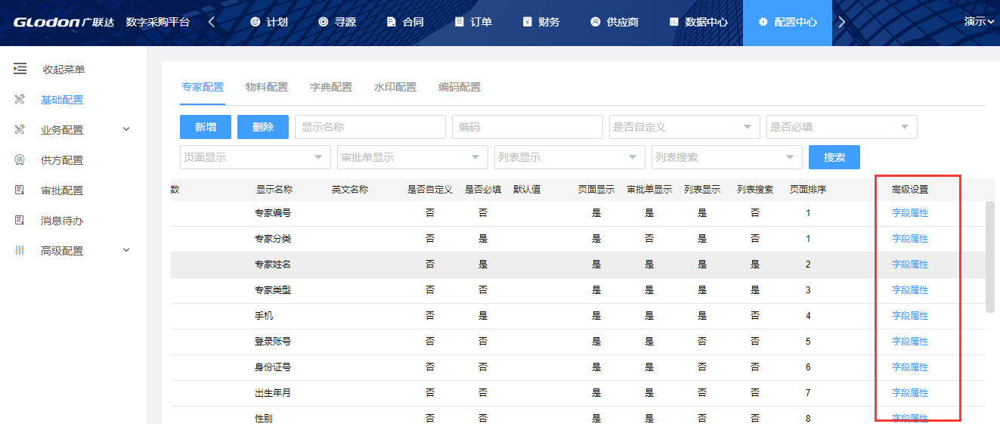 GLodon广联达 数字采购平台 计划 寻源 合同 订单 财务 供应商 数据中心 配置中心 演示
收起菜单
基础配置
业务配置
供方配置
审批配置
消息待办
高级配置
专家配置 物料配置 字典配置 水印配置 编码配置
新增 删除 显示名称 编码 是否自定义 是否必填
页面显示 审批单显示 列表显示 列表搜索 搜索
数 显示名称 英文名称 是否自定义 是否必填 默认值 页面显示 审批单显示 列表显示 列表搜索 页面排序 高级设置
专家编号 否 否 是 是 是 否 1 字段属性
专家分类 否 是 是 否 是 否 1 字段属性
专家姓名 否 是 是 是 是 是 2 字段属性
专家类型 否 否 是 是 是 是 3 字段属性
手机 否 是 是 是 是 否 4 字段属性
登录账号 否 否 是 是 否 否 5 字段属性
身份证号 否 否 是 是 否 否 6 字段属性
出生年月 否 否 是 是 否 否 7 字段属性
性别 否 否 是 是 否 否 8 字段属性